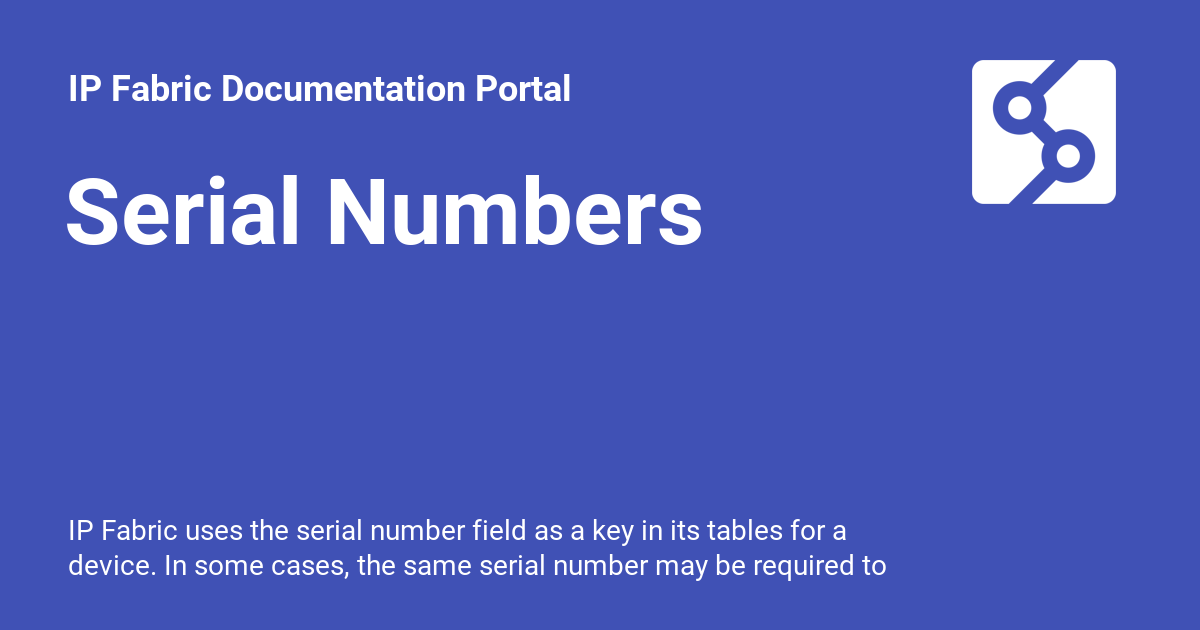 IP Fabric Documentation Portal
Serial Numbers
IP Fabric uses the serial number field as a key in its tables for a
device. In some cases, the same serial number may be required to